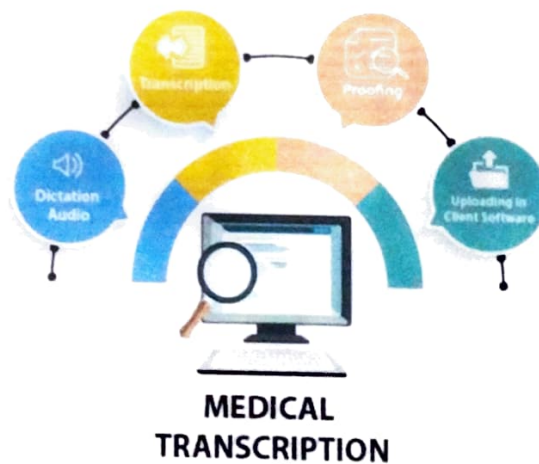 Transcription
Proofing
Dictation
Audio
Uploading in
Client Software
MEDICAL
TRANSCRIPTION